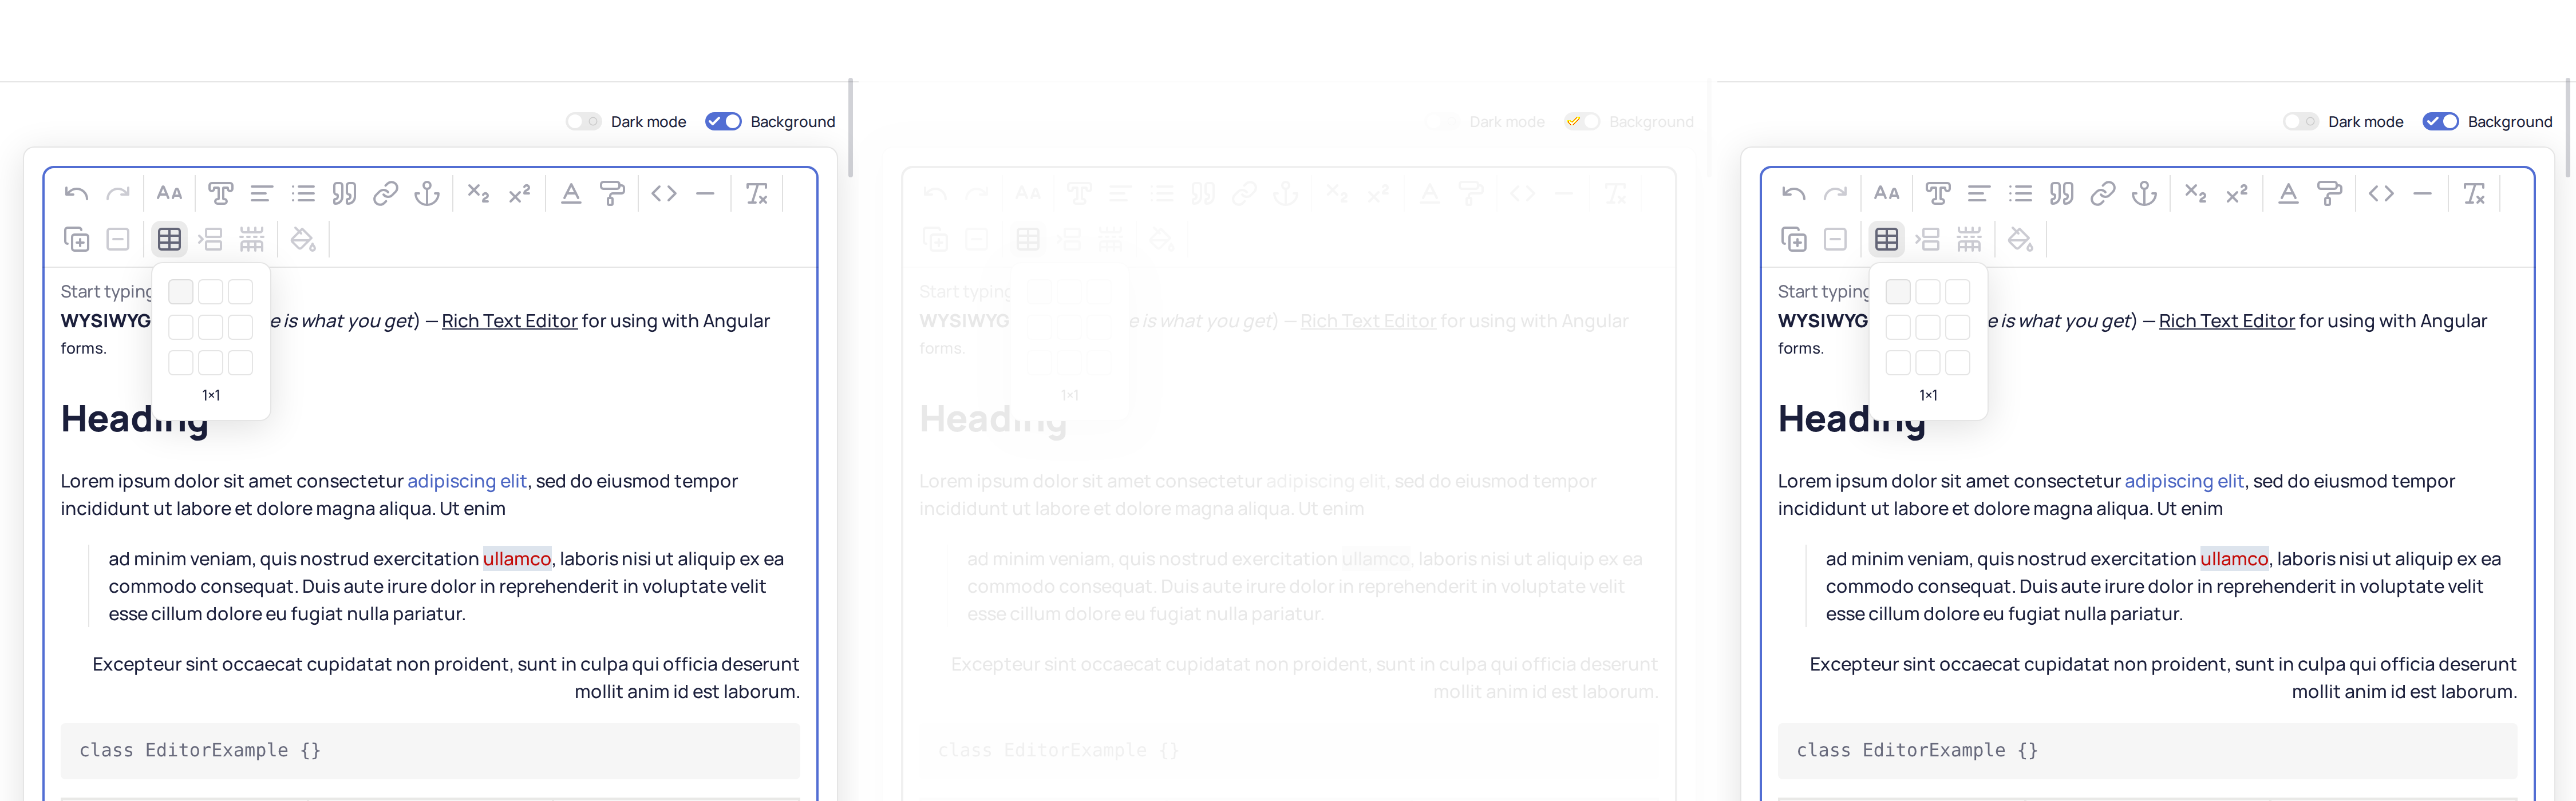 Dark mode Background
AA
X2 X²
Start typing
WYSIWYG e is what you get) — Rich Text Editor for using with Angular
forms.
1×1
Heading
Lorem ipsum dolor sit amet consectetur adipiscing elit, sed do eiusmod tempor
incididunt ut labore et dolore magna aliqua. Ut enim
ad minim veniam, quis nostrud exercitation ullamco, laboris nisi ut aliquip ex ea
commodo consequat. Duis aute irure dolor in reprehenderit in voluptate velit
esse cillum dolore eu fugiat nulla pariatur.
Excepteur sint occaecat cupidatat non proident, sunt in culpa qui officia deserunt
mollit anim id est laborum.
class EditorExample {}
Dark mode Background
AA
X2 X²
Start typing
WYSIWYG e is what you get) — Rich Text Editor for using with Angular
forms.
1×1
Heading
Lorem ipsum dolor sit amet consectetur adipiscing elit, sed do eiusmod tempor
incididunt ut labore et dolore magna aliqua. Ut enim
ad minim veniam, quis nostrud exercitation ullamco, laboris nisi ut aliquip ex ea
commodo consequat. Duis aute irure dolor in reprehenderit in voluptate velit
esse cillum dolore eu fugiat nulla pariatur.
Excepteur sint occaecat cupidatat non proident, sunt in culpa qui officia deserunt
mollit anim id est laborum.
class EditorExample {}
Dark mode Background
AA
X2 X²
Start typing
WYSIWYG e is what you get) — Rich Text Editor for using with Angular
forms.
1×1
Heading
Lorem ipsum dolor sit amet consectetur adipiscing elit, sed do eiusmod tempor
incididunt ut labore et dolore magna aliqua. Ut enim
ad minim veniam, quis nostrud exercitation ullamco, laboris nisi ut aliquip ex ea
commodo consequat. Duis aute irure dolor in reprehenderit in voluptate velit
esse cillum dolore eu fugiat nulla pariatur.
Excepteur sint occaecat cupidatat non proident, sunt in culpa qui officia deserunt
mollit anim id est laborum.
class EditorExample {}